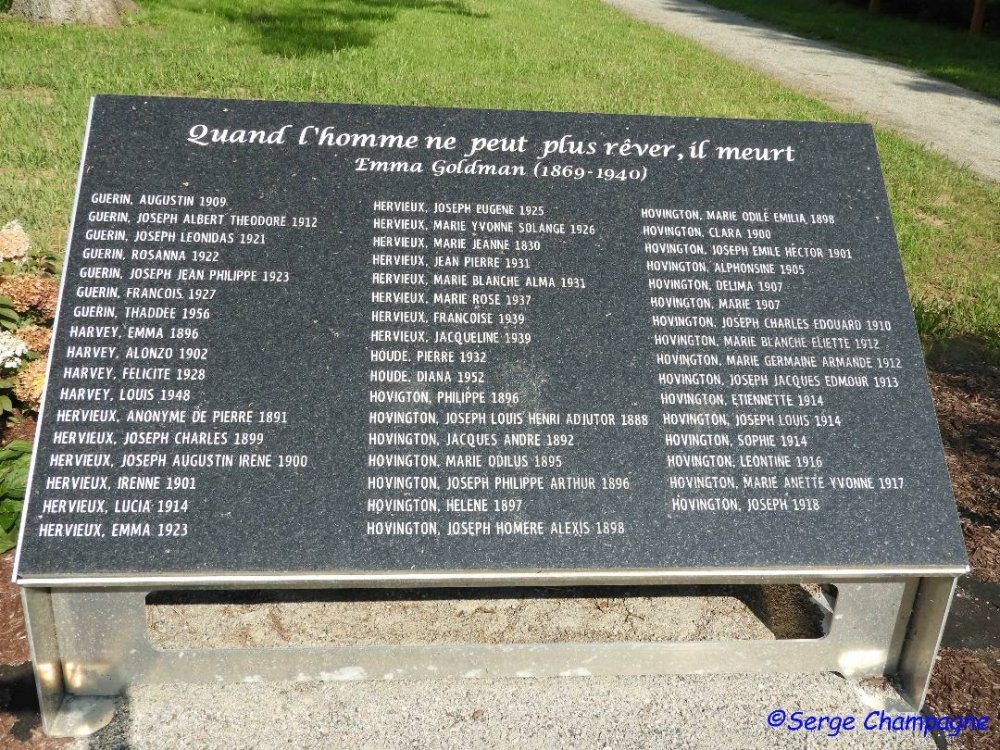 Quand l'homme ne peut plus rêver, il meurt
Emma Goldman (1869-1940)
GUERIN, AUGUSTIN 1909
GUERIN, JOSEPH ALBERT THEODORE 1912
GUERIN, JOSEPH LEONIDAS 1921
GUERIN, ROSANNA 1922
GUERIN, JOSEPH JEAN PHILIPPE 1923
GUERIN, FRANCOIS 1927
GUERIN, THADDEE 1956
HARVEY, EMMA 1896
HARVEY, ALONZO 1902
HARVEY, FELICITE 1928
HARVEY, LOUIS 1948
HERVIEUX, ANONYME DE PIERRE 1891
HERVIEUX, JOSEPH CHARLES 1899
HERVIEUX, JOSEPH AUGUSTIN IRENE 1900
HERVIEUX, IRENNE 1901
HERVIEUX, LUCIA 1914
HERVIEUX, EMMA 1923
HERVIEUX, JOSEPH EUGENE 1925
HERVIEUX, MARIE YVONNE SOLANGE 1926
HERVIEUX, MARIE JEANNE 1830
HERVIEUX, JEAN PIERRE 1931
HERVIEUX, MARIE BLANCHE ALMA 1931
HERVIEUX, MARIE ROSE 1937
HERVIEUX, FRANCOISE 1939
HERVIEUX, JACQUELINE 1939
HOUDE, PIERRE 1932
HOUDE, DIANA 1952
HOVIGTON, PHILIPPE 1896
HOVINGTON, JOSEPH LOUIS HENRI ADJUTOR 1888
HOVINGTON, JACQUES ANDRE 1892
HOVINGTON, MARIE ODILUS 1895
HOVINGTON, JOSEPH PHILIPPE ARTHUR 1896
HOVINGTON, HELENE 1897
HOVINGTON, JOSEPH HOMERE ALEXIS 1898
HOVINGTON, MARIE ODILE EMILIA 1898
HOVINGTON, CLARA 1900
HOVINGTON, JOSEPH EMILE HECTOR 1901
HOVINGTON, ALPHONSINE 1905
HOVINGTON, DELIMA 1907
HOVINGTON, MARIE 1907
HOVINGTON, JOSEPH CHARLES EDOUARD 1910
HOVINGTON, MARIE BLANCHE ELIETTE 1912
HOVINGTON, MARIE GERMAINE ARMANDE 1912
HOVINGTON, JOSEPH JACQUES EDMOUR 1913
HOVINGTON, ETIENNETTE 1914
HOVINGTON, JOSEPH LOUIS 1914
HOVINGTON, SOPHIE 1914
HOVINGTON, LEONTINE 1916
HOVINGTON, MARIE ANETTE YVONNE 1917
HOVINGTON, JOSEPH 1918
©Serge Champagne